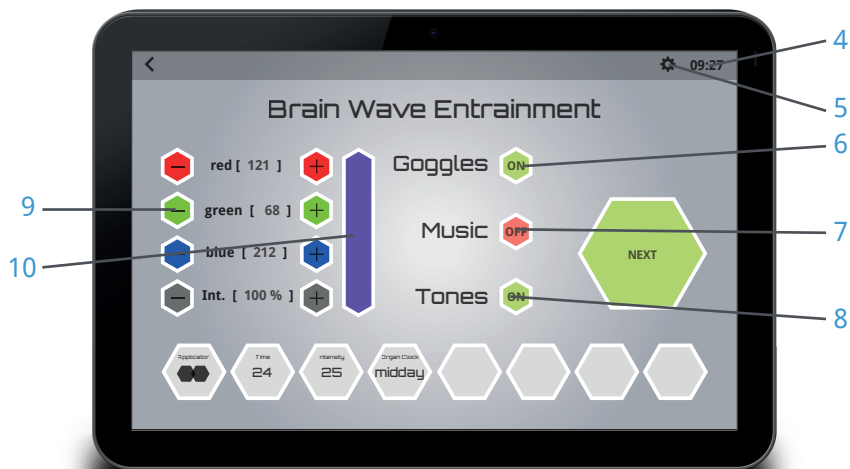 4
09:27
5
Brain Wave Entrainment
6
red [ 121 ]
Goggles
ON
9
green [ 68 ]
Music
OFF
7
10
blue [ 212 ]
NEXT
Int. [ 100 % ]
Tones
ON
8
Applicator
Time
24
Intensity
25
Organ Clock
midday